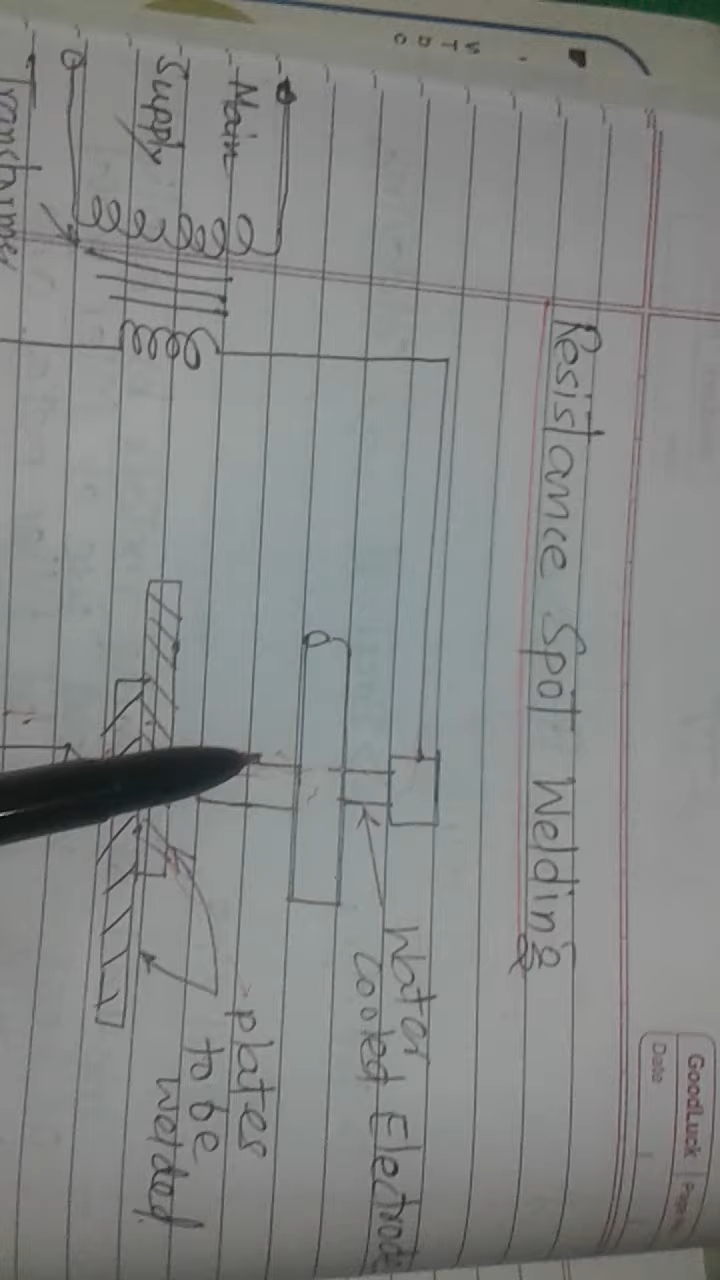 GoodLuck
Date
Resistance Spot Welding
Water
cooled Electrode
Main
Supply
plates
to be
welded
Transformer